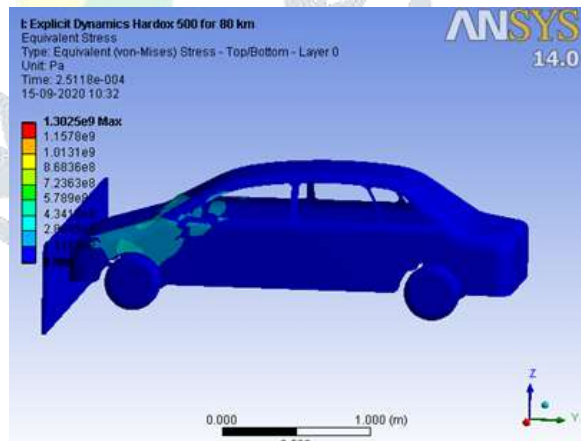 I: Explicit Dynamics Hardox 500 for 80 km
Equivalent Stress
Type: Equivalent (von-Mises) Stress - Top/Bottom - Layer 0
Unit: Pa
Time: 2.5118e-004
15-09-2020 10:32
ANSYS
14.0
1.3025e9 Max
1.1578e9
1.0131e9
8.6836e8
7.2363e8
5.789e8
0.000
1.000 (m)
Z
Y